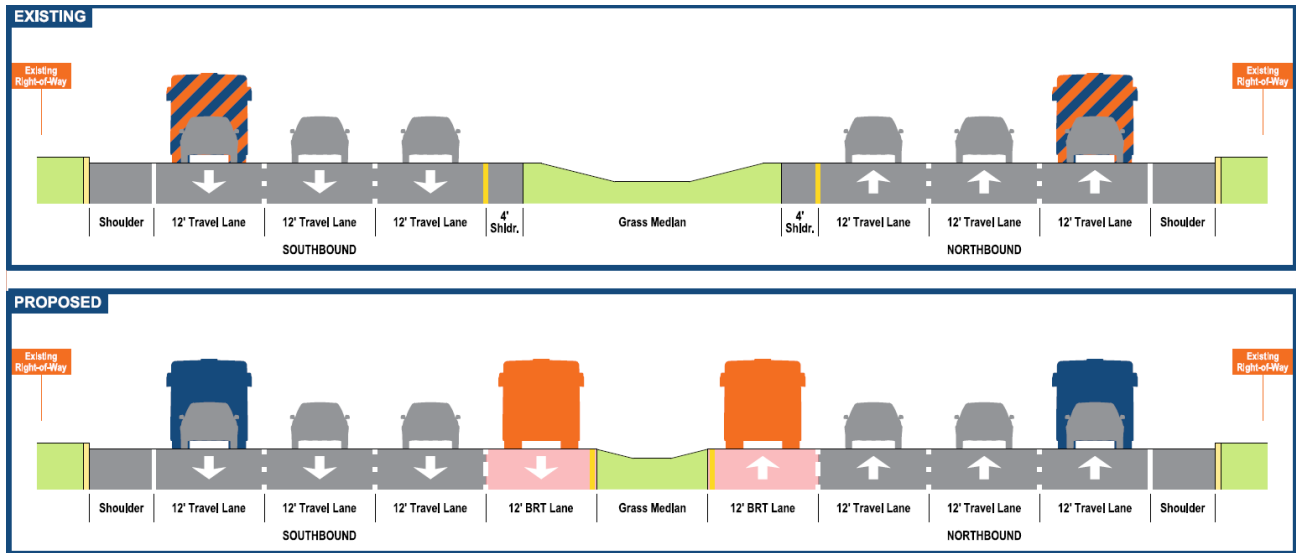 EXISTING
Existing
Right-of-Way
Existing
Right-of-Way
Shoulder
12' Travel Lane
12' Travel Lane
12' Travel Lane
4'
Shldr.
Grass Median
4'
Shldr.
12' Travel Lane
12' Travel Lane
12' Travel Lane
Shoulder
SOUTHBOUND
NORTHBOUND
PROPOSED
Existing
Right-of-Way
Existing
Right-of-Way
Shoulder
12' Travel Lane
12' Travel Lane
12' Travel Lane
12' BRT Lane
Grass Median
12' BRT Lane
12' Travel Lane
12' Travel Lane
12' Travel Lane
Shoulder
SOUTHBOUND
NORTHBOUND